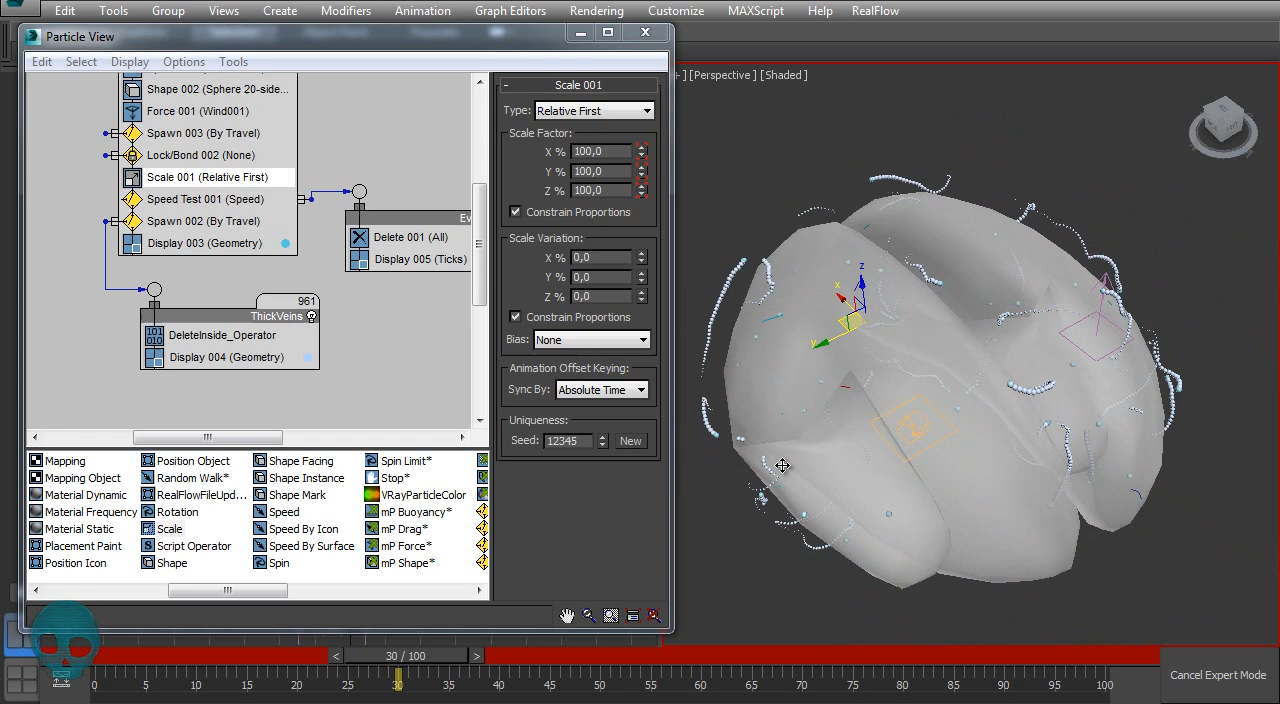 Edit Tools Group Views Create Modifiers Animation Graph Editors Rendering Customize MAXScript Help RealFlow
Particle View
Edit Select Display Options Tools
Shape 002 (Sphere 20-side...
Force 001 (Wind001)
Spawn 003 (By Travel)
Lock/Bond 002 (None)
Scale 001 (Relative First)
Speed Test 001 (Speed)
Spawn 002 (By Travel)
Display 003 (Geometry)
Ev
Delete 001 (All)
Display 005 (Ticks)
961
ThickVeins
DeleteInside_Operator
Display 004 (Geometry)
- Scale 001
Type: Relative First
Scale Factor:
X % 100,0
Y % 100,0
Z % 100,0
Constrain Proportions
Scale Variation:
X % 0,0
Y % 0,0
Z % 0,0
Constrain Proportions
Bias: None
Animation Offset Keying:
Sync By: Absolute Time
Uniqueness:
Seed: 12345 New
Mapping Position Object Shape Facing Spin Limit*
Mapping Object Random Walk* Shape Instance Stop*
Material Dynamic RealFlowFileUpd... Shape Mark VRayParticleColor
Material Frequency Rotation Speed mP Buoyancy*
Material Static Scale Speed By Icon mP Drag*
Placement Paint Script Operator Speed By Surface mP Force*
Position Icon Shape Spin mP Shape*
] [Perspective ] [Shaded ]
z
x
y
< 30 / 100 >
0 5 10 15 20 25 30 35 40 45 50 55 60 65 70 75 80 85 90 95 100
Cancel Expert Mode